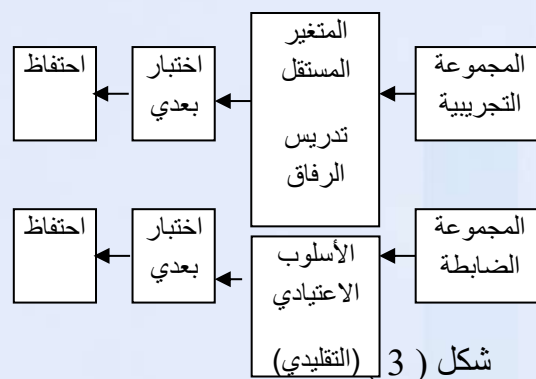 المجموعة
التجريبية
المتغير
المستقل
تدريس
الرفاق
اختبار
بعدي
احتفاظ
المجموعة
الضابطة
الأسلوب
الاعتيادي
(التقليدي)
اختبار
بعدي
احتفاظ
شكل ( 3